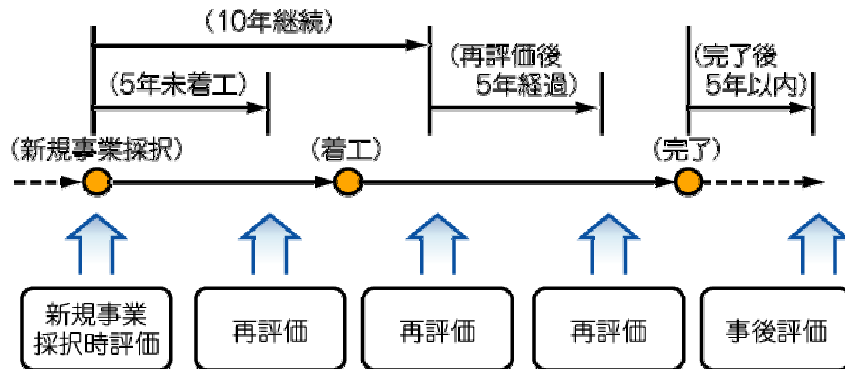 (10年継続)
(5年未着工)
(再評価後
5年経過)
(完了後
5年以内)
(新規事業採択)
(着工)
(完了)
新規事業
採択時評価
再評価
再評価
再評価
事後評価